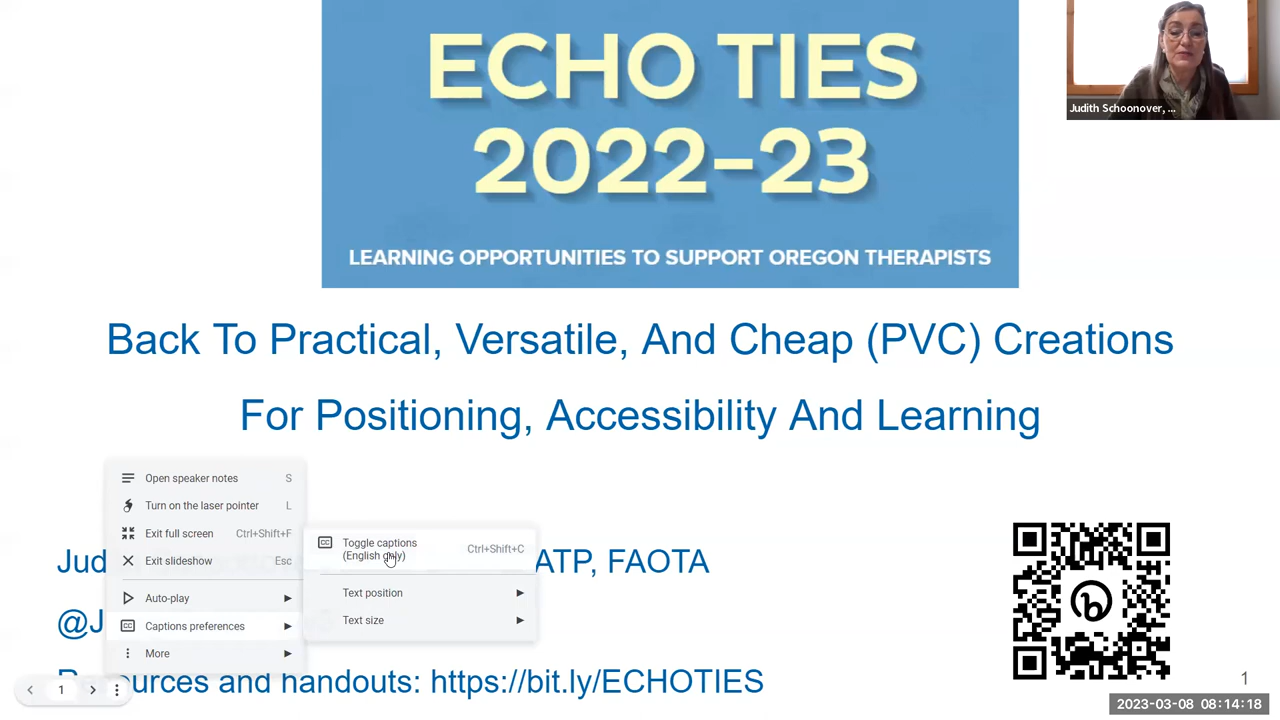 ECHO TIES
2022-23
LEARNING OPPORTUNITIES TO SUPPORT OREGON THERAPISTS
Judith Schoonover, ...
Back To Practical, Versatile, And Cheap (PVC) Creations
For Positioning, Accessibility And Learning
Open speaker notes S
Turn on the laser pointer L
Exit full screen Ctrl+Shift+F
Exit slideshow Esc
Auto-play
Captions preferences
More
Toggle captions
(English only) Ctrl+Shift+C
Text position
Text size
Jud ATP, FAOTA
@J
Resources and handouts: https://bit.ly/ECHOTIES
1
1
2023-03-08 08:14:18